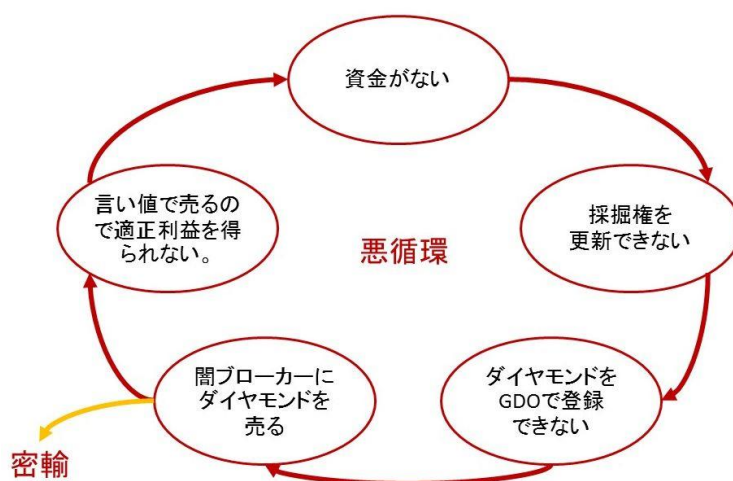 資金がない
採掘権を
更新できない
ダイヤモンドを
GDOで登録
できない
闇ブローカーに
ダイヤモンドを
売る
言い値で売るの
で適正利益を得
られない。
悪循環
密輸